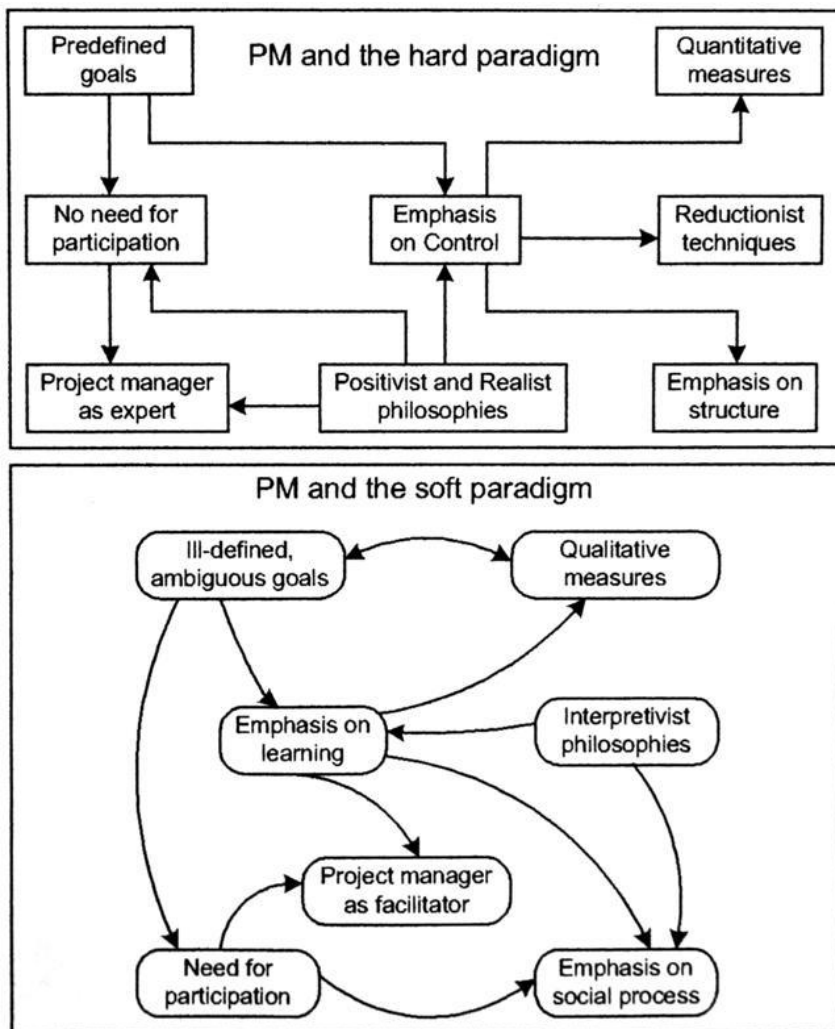 PM and the hard paradigm
Predefined
goals
Quantitative
measures
No need for
participation
Emphasis
on Control
Reductionist
techniques
Project manager
as expert
Positivist and Realist
philosophies
Emphasis on
structure
PM and the soft paradigm
Ill-defined,
ambiguous goals
Qualitative
measures
Emphasis on
learning
Interpretivist
philosophies
Project manager
as facilitator
Need for
participation
Emphasis on
social process